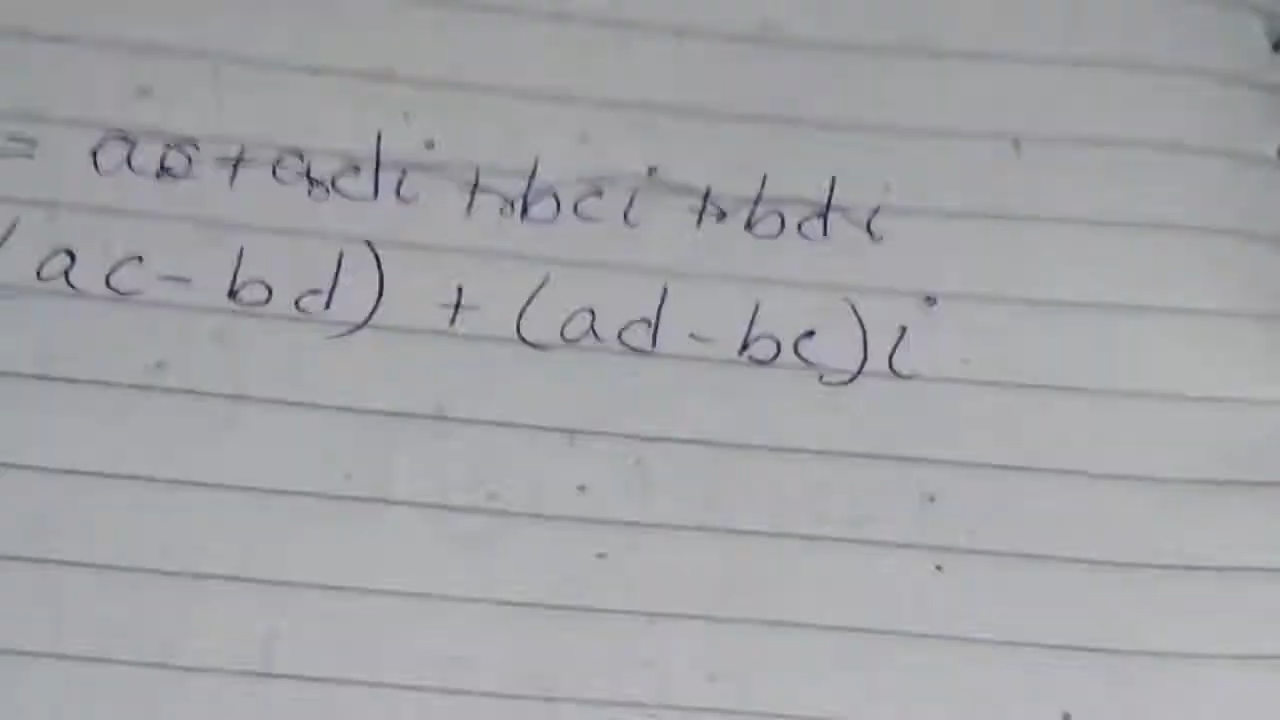 = ac + adi + bci + bdi
(ac - bd) + (ad - bc)i